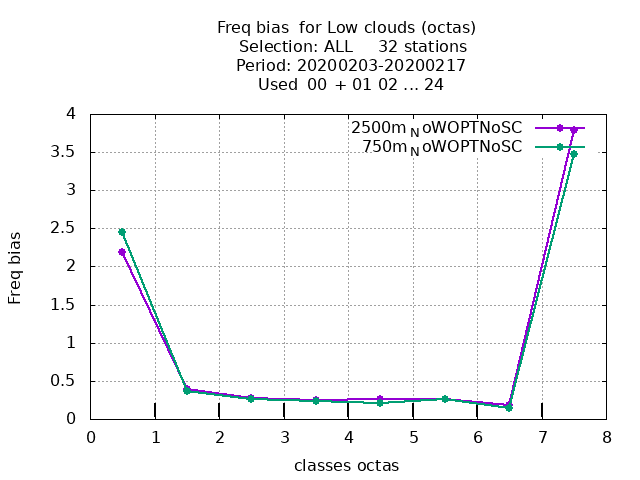 Freq bias  for Low clouds (octas)
Selection: ALL     32 stations
Period: 20200203-20200217
Used  00  + 01 02 ... 24
2500m_NoWOPTNoSC
750m_NoWOPTNoSC
4
3.5
3
2.5
2
1.5
1
0.5
0
Freq bias
0 1 2 3 4 5 6 7 8
classes octas